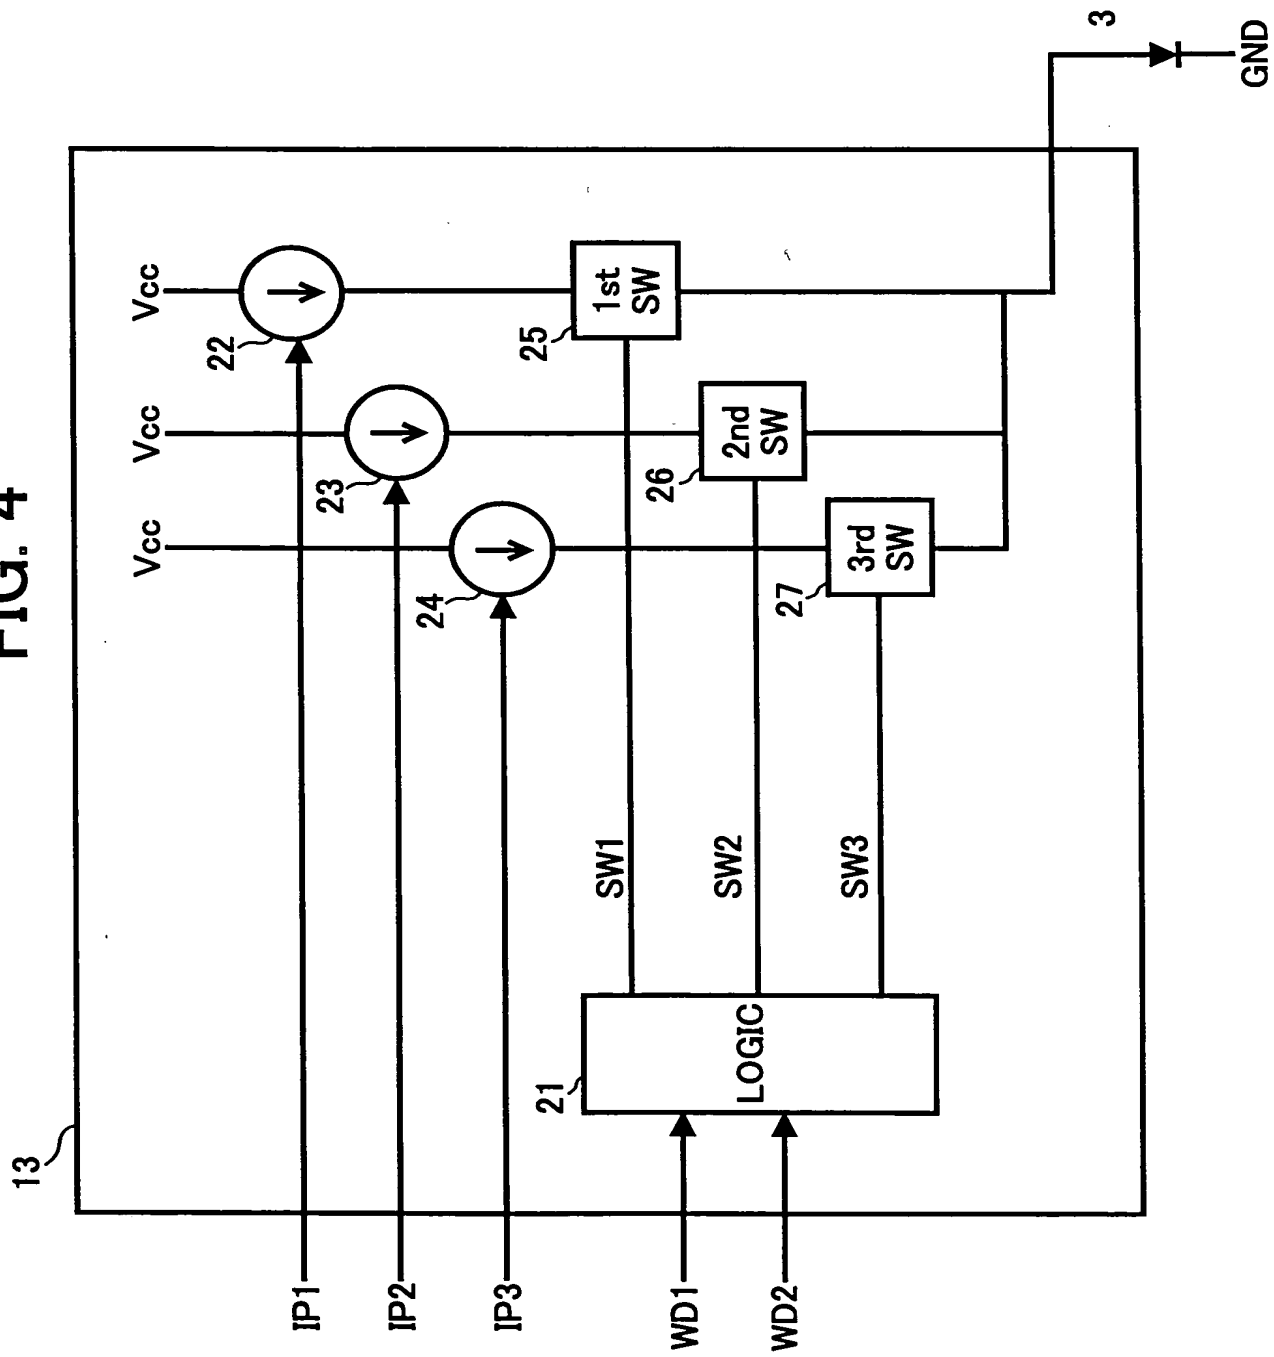 FIG. 4
13
Vcc
Vcc
Vcc
22
23
24
IP1
IP2
IP3
25
1st
SW
26
2nd
SW
27
3rd
SW
SW1
SW2
SW3
21
LOGIC
WD1
WD2
3
GND